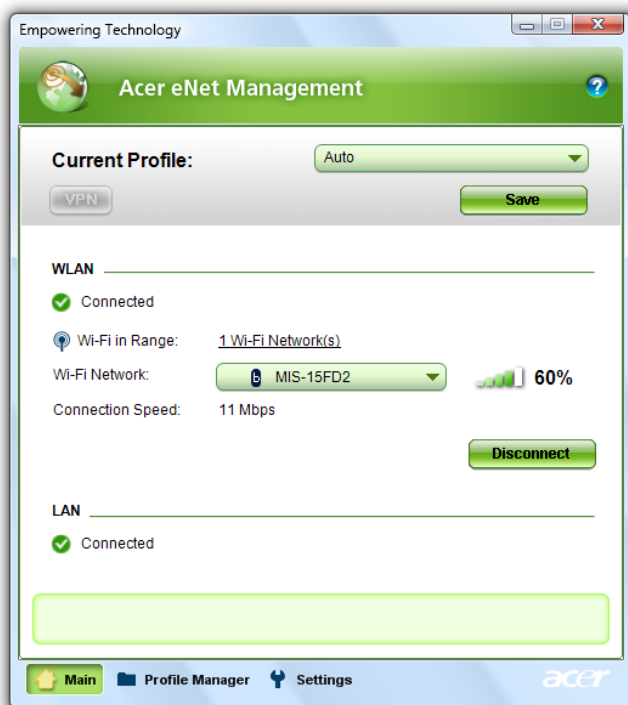 Empowering Technology
Acer eNet Management
?
Current Profile: Auto
VPN Save
WLAN
Connected
Wi-Fi in Range: 1 Wi-Fi Network(s)
Wi-Fi Network: b MIS-15FD2 60%
Connection Speed: 11 Mbps
Disconnect
LAN
Connected
Main Profile Manager Settings acer